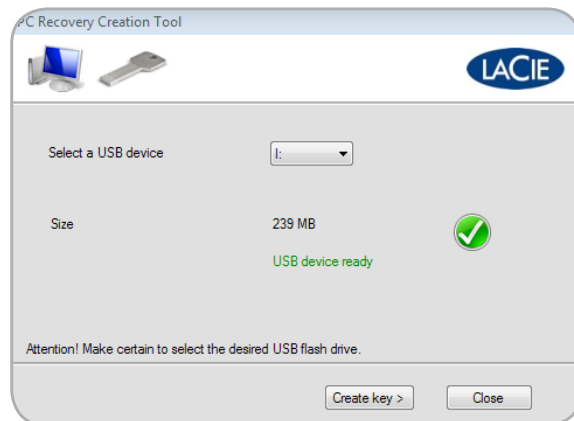 PC Recovery Creation Tool
LACIE
Select a USB device
I:
Size
239 MB
USB device ready
Attention! Make certain to select the desired USB flash drive.
Create key >
Close